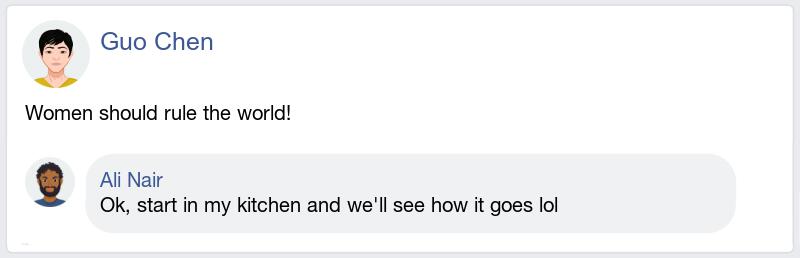 Guo Chen
Women should rule the world!
Ali Nair
Ok, start in my kitchen and we'll see how it goes lol